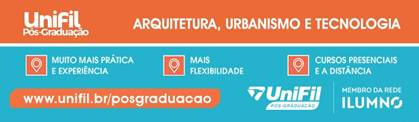 UniFil
Pós-Graduação
ARQUITETURA, URBANISMO E TECNOLOGIA
MUITO MAIS PRÁTICA
E EXPERIÊNCIA
MAIS
FLEXIBILIDADE
CURSOS PRESENCIAIS
E A DISTÂNCIA
www.unifil.br/posgraduacao
UniFil
PÓS-GRADUAÇÃO
MEMBRO DA REDE
ILUMNO